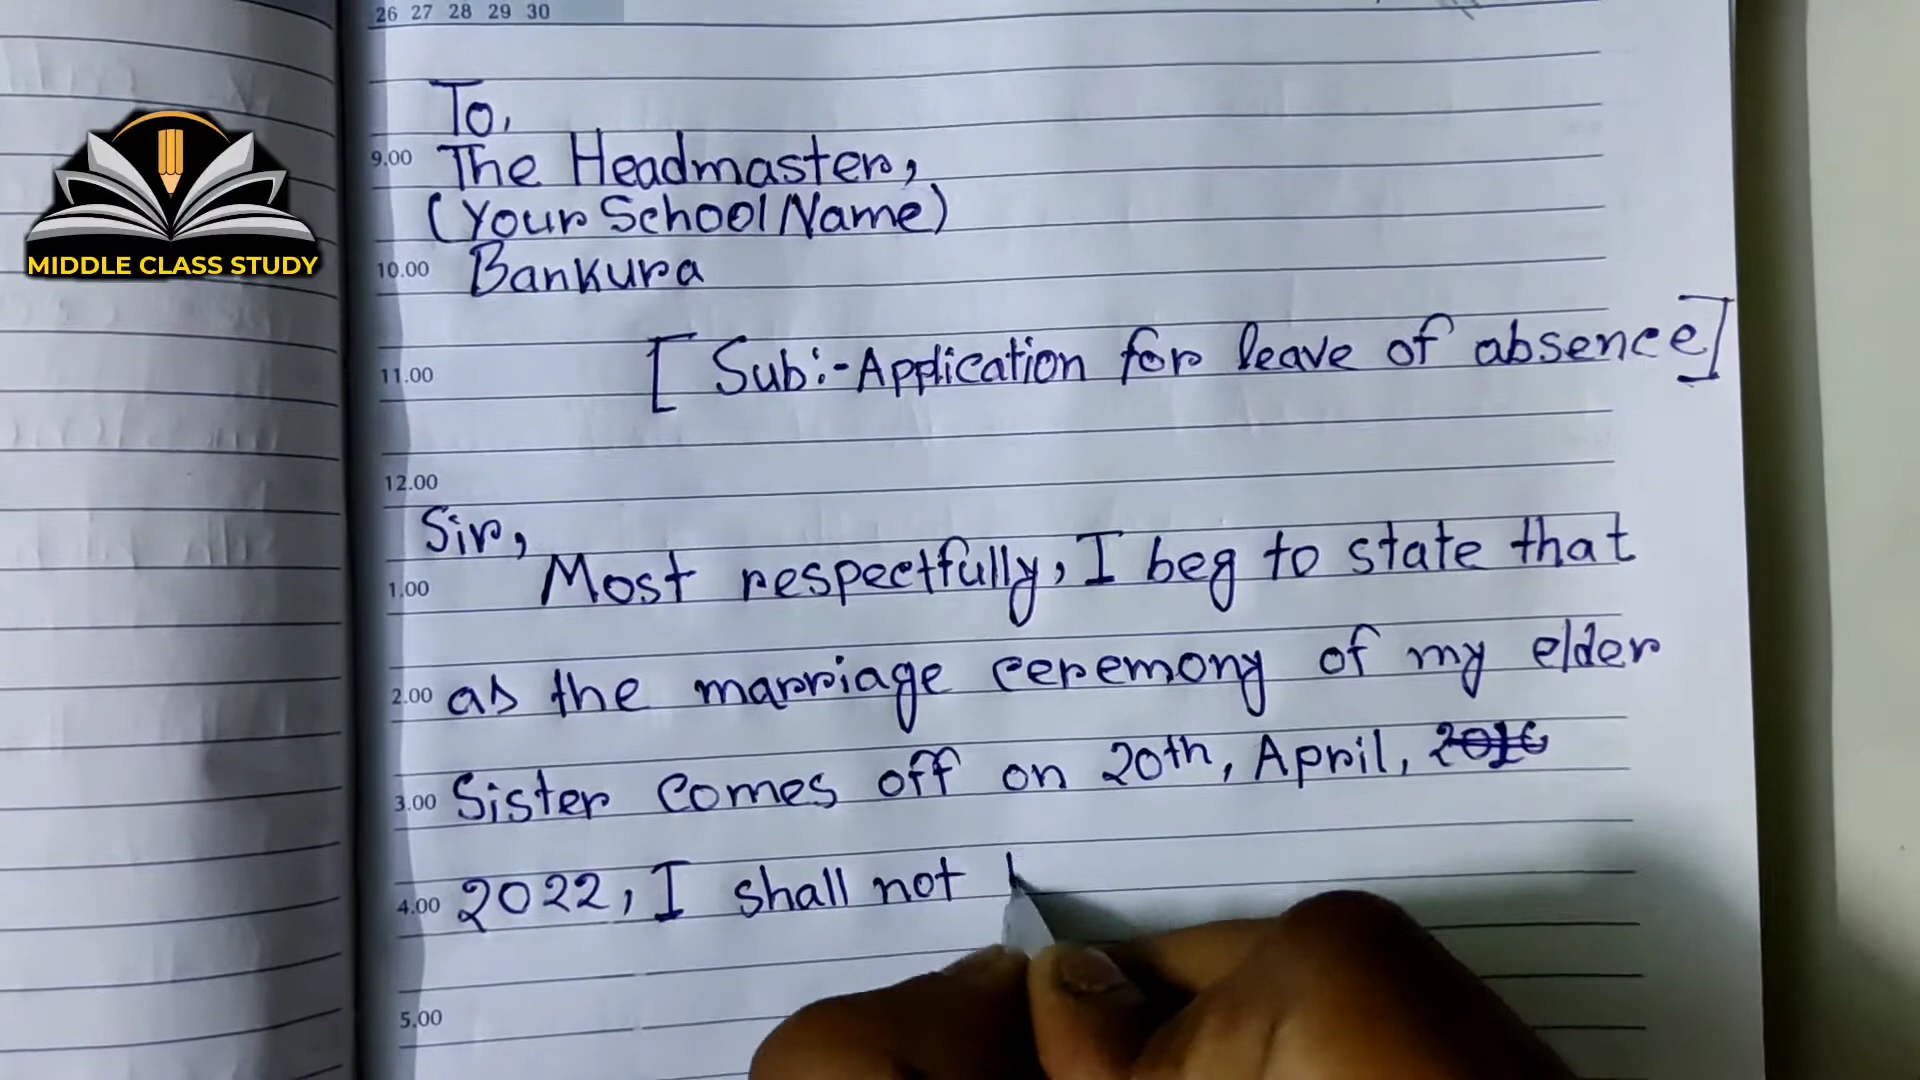 26 27 28 29 30
To,
9.00 The Headmaster,
(Your School Name)
10.00 Bankura
11.00 [Sub:-Application for leave of absence]
12.00
Sir,
1.00 Most respectfully, I beg to state that
2.00 as the marriage ceremony of my elder
3.00 Sister comes off on 20th, April, 2016
4.00 2022, I shall not
5.00
MIDDLE CLASS STUDY